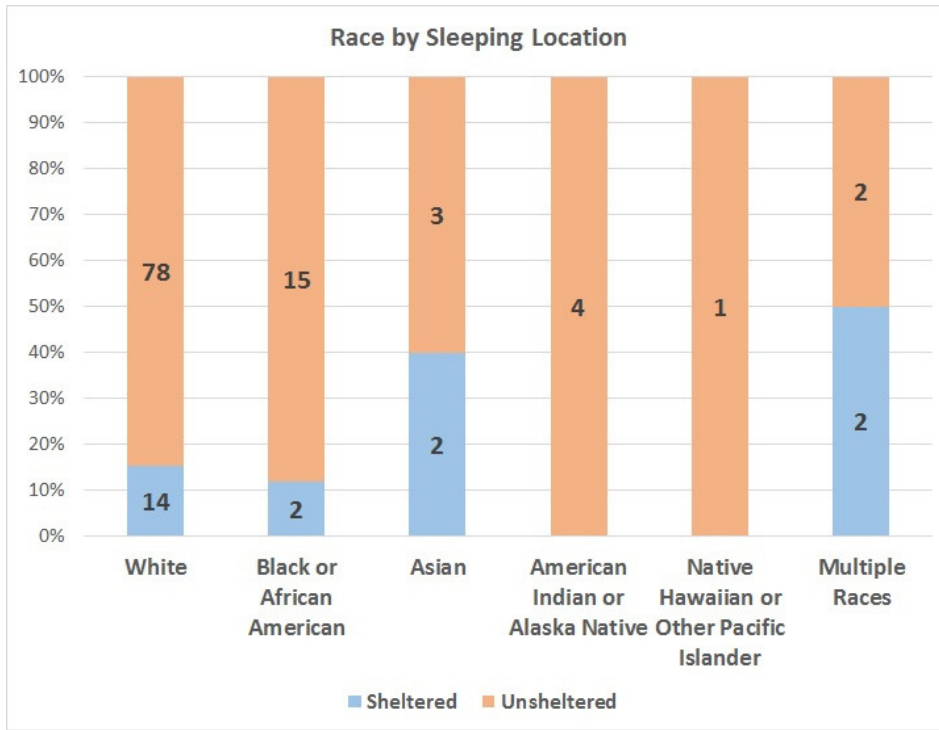 Race by Sleeping Location
100%
90%
80%
70%
60%
50%
40%
30%
20%
10%
0%
78
15
3
4
1
2
14
2
2
2
White
Black or
African
American
Asian
American
Indian or
Alaska Native
Native
Hawaiian or
Other Pacific
Islander
Multiple
Races
Sheltered
Unsheltered